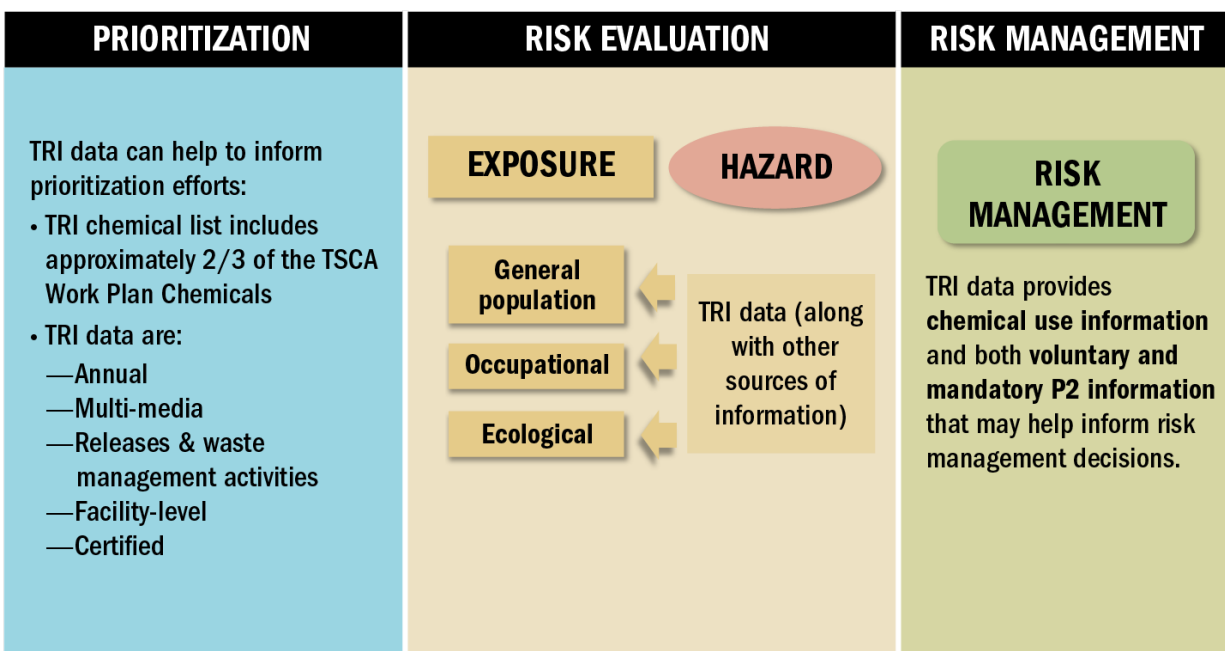 PRIORITIZATION
TRI data can help to inform
prioritization efforts:
• TRI chemical list includes
approximately 2/3 of the TSCA
Work Plan Chemicals
• TRI data are:
—Annual
—Multi-media
—Releases & waste
management activities
—Facility-level
—Certified
RISK EVALUATION
EXPOSURE
HAZARD
General
population
Occupational
Ecological
TRI data (along
with other
sources of
information)
RISK MANAGEMENT
RISK
MANAGEMENT
TRI data provides
chemical use information
and both voluntary and
mandatory P2 information
that may help inform risk
management decisions.